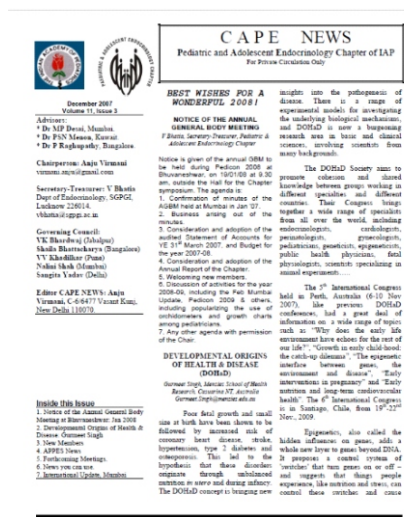 CAPE NEWS
Pediatric and Adolescent Endocrinology Chapter of IAP
For Private Circulation Only
December 2007
Volume 11, Issue 3
Advisors:
* Dr MP Desai, Mumbai
* Dr PSN Menon, Kuwait
* Dr P Raghupathy, Bangalore
Chairperson: Anju Virmani
virmani.anju@gmail.com
Secretary-Treasurer: V Bhatia
Dept of Endocrinology, SGPGI,
Lucknow 226014.
vbhatia@sgpgi.ac.in
Governing Council:
VK Bhardwaj (Jabalpur)
Shaila Bhattacharya (Bangalore)
VV Khadilkar (Pune)
Nalini Shah (Mumbai)
Sangita Yadav (Delhi)
Editor CAPE NEWS: Anju
Virmani, C-6/6477 Vasant Kunj,
New Delhi 110070.
Inside this Issue
1. Notice of the Annual General Body
Meeting at Bhuvaneshwar: Jan 2008
2. Developmental Origins of Health &
Disease: Gurmeet Singh
3. New Members
4. APPES News
5. Forthcoming Meetings.
6. News you can use.
7. International Update, Mumbai
BEST WISHES FOR A
WONDERFUL 2008!
NOTICE OF THE ANNUAL
GENERAL BODY MEETING
V Bhatia, Secretary-Treasurer, Pediatric &
Adolescent Endocrinology Chapter
Notice is given of the annual GBM to
be held during Pedicon 2008 at
Bhuvaneshwar, on 19/01/08 at 9.30
am, outside the Hall for the Chapter
symposium. The agenda is:
1. Confirmation of minutes of the
AGBM held at Mumbai in Jan '07.
2. Business arising out of the
minutes.
3. Consideration and adoption of the
audited Statement of Accounts for
YE 31st March 2007, and Budget for
the year 2007-08.
4. Consideration and adoption of the
Annual Report of the Chapter.
5. Welcoming new members.
6. Discussion of activities for the year
2008-09, including the Feb Mumbai
Update, Pedicon 2009 & others,
including popularizing the use of
orchidometers and growth charts
among pediatricians.
7. Any other agenda with permission
of the Chair.
DEVELOPMENTAL ORIGINS
OF HEALTH & DISEASE
(DOHaD)
Gurmeet Singh, Menzies School of Health
Research, Casuarina NT, Australia
Gurmeet.Singh@menzies.edu.au
Poor fetal growth and small
size at birth have been shown to be
followed by increased risk of
coronary heart disease, stroke,
hypertension, type 2 diabetes and
osteoporosis. This led to the
hypothesis that these disorders
originate through unbalanced
nutrition in utero and during infancy.
The DOHaD concept is bringing new
insights into the pathogenesis of
disease. There is a range of
experimental models for investigating
the underlying biological mechanisms,
and DOHaD is now a burgeoning
research area in basic and clinical
sciences, involving scientists from
many backgrounds.
The DOHaD Society aims to
promote cohesion and shared
knowledge between groups working in
different specialties and different
countries. Their Congress brings
together a wide range of specialists
from all over the world, including
endocrinologists, cardiologists,
perinatologists, gynecologists,
pediatricians, geneticists, epigeneticists,
public health physicians, fetal
physiologists, scientists specializing in
animal experiments.....
The 5th International Congress
held in Perth, Australia (6-10 Nov
2007), like previous DOHaD
conferences, had a great deal of
information on a wide range of topics
such as "Why does the early life
environment have echoes for the rest of
our life?", "Growth in early child-hood:
the catch-up dilemma", "The epigenetic
interface between genes, the
environment and disease", "Early
interventions in pregnancy" and "Early
nutrition and long-term cardiovascular
health". The 6th International Congress
is in Santiago, Chile, from 19th-22nd
Nov., 2009.
Epigenetics, also called the
hidden influences on genes, adds a
whole new layer to genes beyond DNA.
It proposes a control system of
'switches' that turn genes on or off –
and suggests that things people
experience, like nutrition and stress, can
control these switches and cause